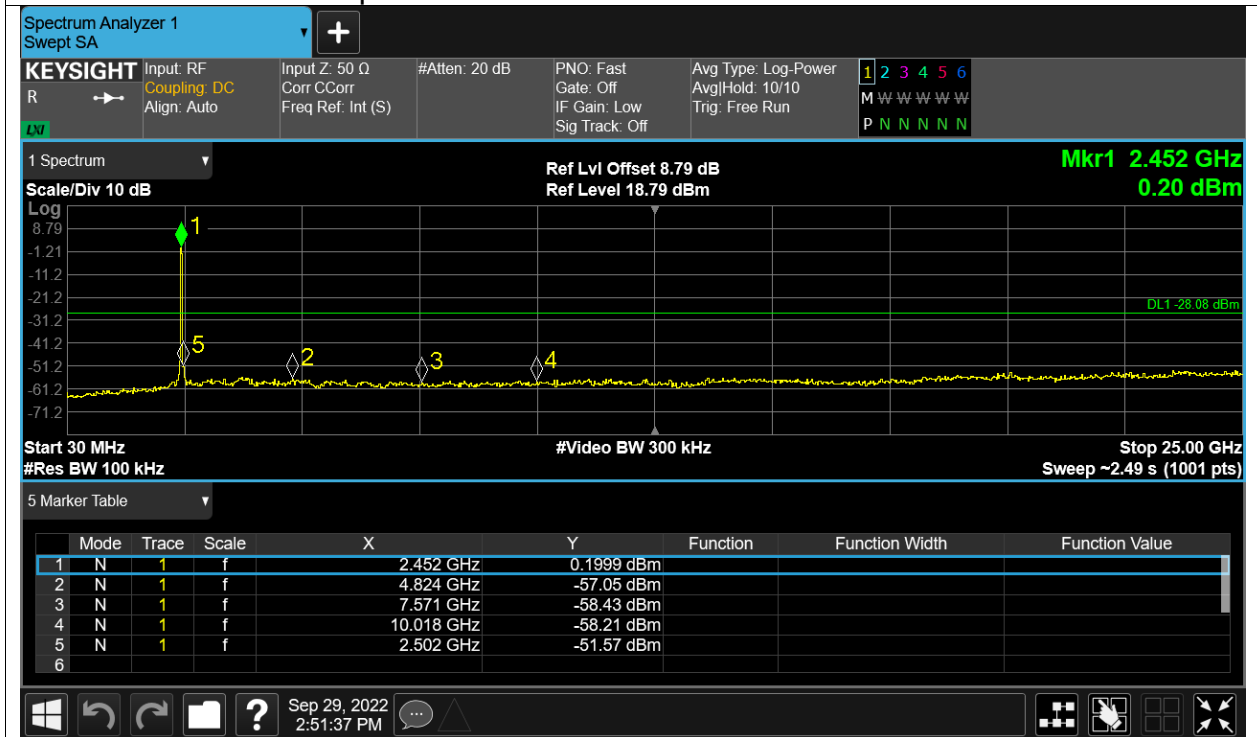 Spectrum Analyzer 1
Swept SA
+
KEYSIGHT Input: RF Input Z: 50 Ω #Atten: 20 dB PNO: Fast Avg Type: Log-Power 1 2 3 4 5 6
R Coupling: DC Corr CCorr Gate: Off Avg|Hold: 10/10 M W W W W W
Align: Auto Freq Ref: Int (S) IF Gain: Low Trig: Free Run
LXI Sig Track: Off P N N N N N
1 Spectrum Ref Lvl Offset 8.79 dB Mkr1 2.452 GHz
Scale/Div 10 dB Ref Level 18.79 dBm 0.20 dBm
Log
8.79 1
-1.21
-11.2
-21.2 DL1 -28.08 dBm
-31.2
-41.2 5
-51.2 2 3 4
-61.2
-71.2
Start 30 MHz #Video BW 300 kHz Stop 25.00 GHz
#Res BW 100 kHz Sweep ~2.49 s (1001 pts)
5 Marker Table
Mode Trace Scale X Y Function Function Width Function Value
1 N 1 f 2.452 GHz 0.1999 dBm
2 N 1 f 4.824 GHz -57.05 dBm
3 N 1 f 7.571 GHz -58.43 dBm
4 N 1 f 10.018 GHz -58.21 dBm
5 N 1 f 2.502 GHz -51.57 dBm
6
? Sep 29, 2022
2:51:37 PM